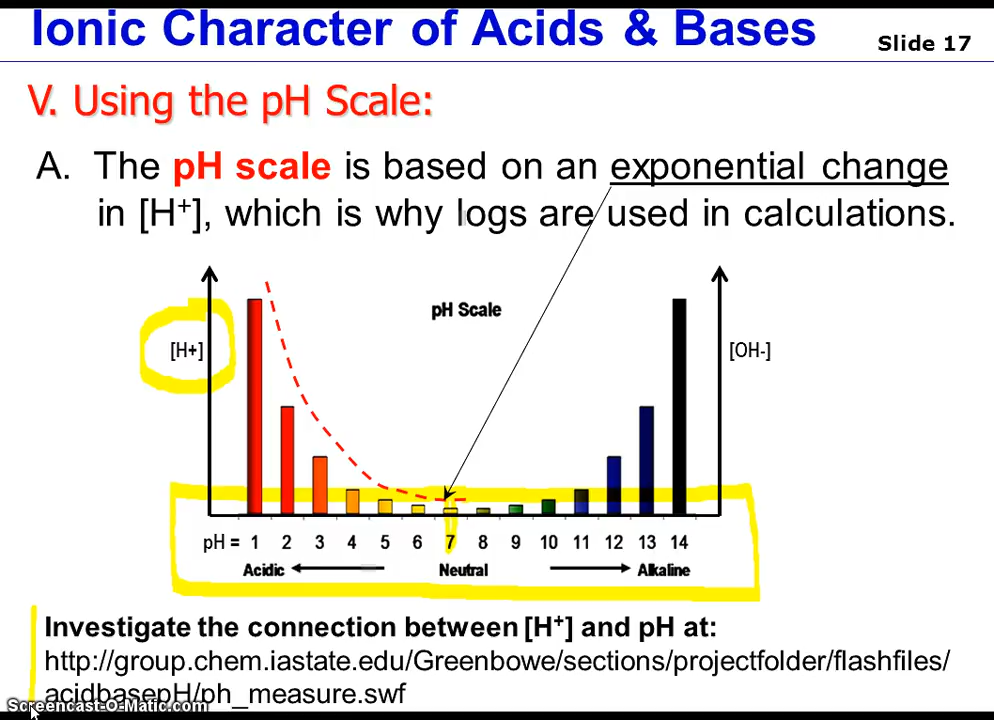 Ionic Character of Acids & Bases
Slide 17
V. Using the pH Scale:
A. The pH scale is based on an exponential change
in [H⁺], which is why logs are used in calculations.
pH Scale
[H+]
[OH-]
pH = 1 2 3 4 5 6 7 8 9 10 11 12 13 14
Acidic Neutral Alkaline
Investigate the connection between [H⁺] and pH at:
http://group.chem.iastate.edu/Greenbowe/sections/projectfolder/flashfiles/
acidbasepH/ph_measure.swf
Screencast-O-Matic.com